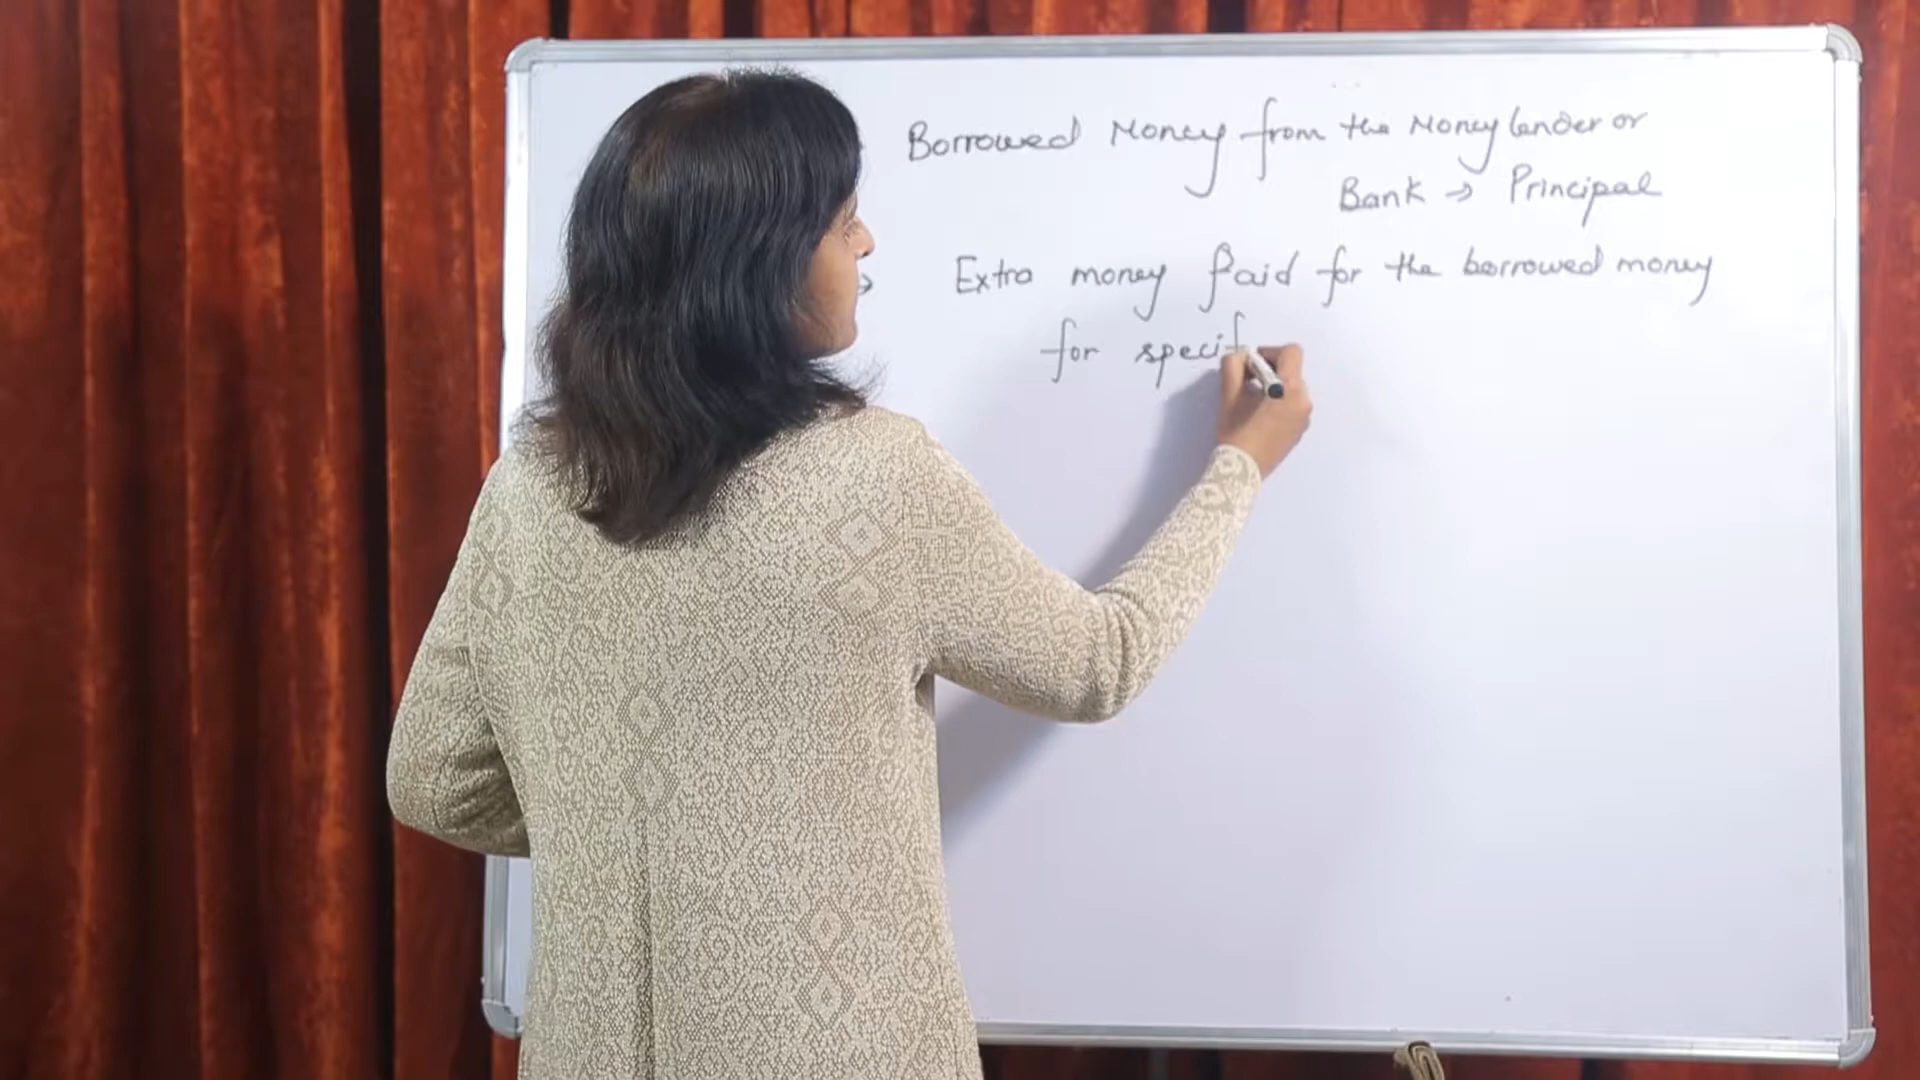 Borrowed Money from the Money lender or
Bank → Principal
→ Extra money Paid for the borrowed money
for specif